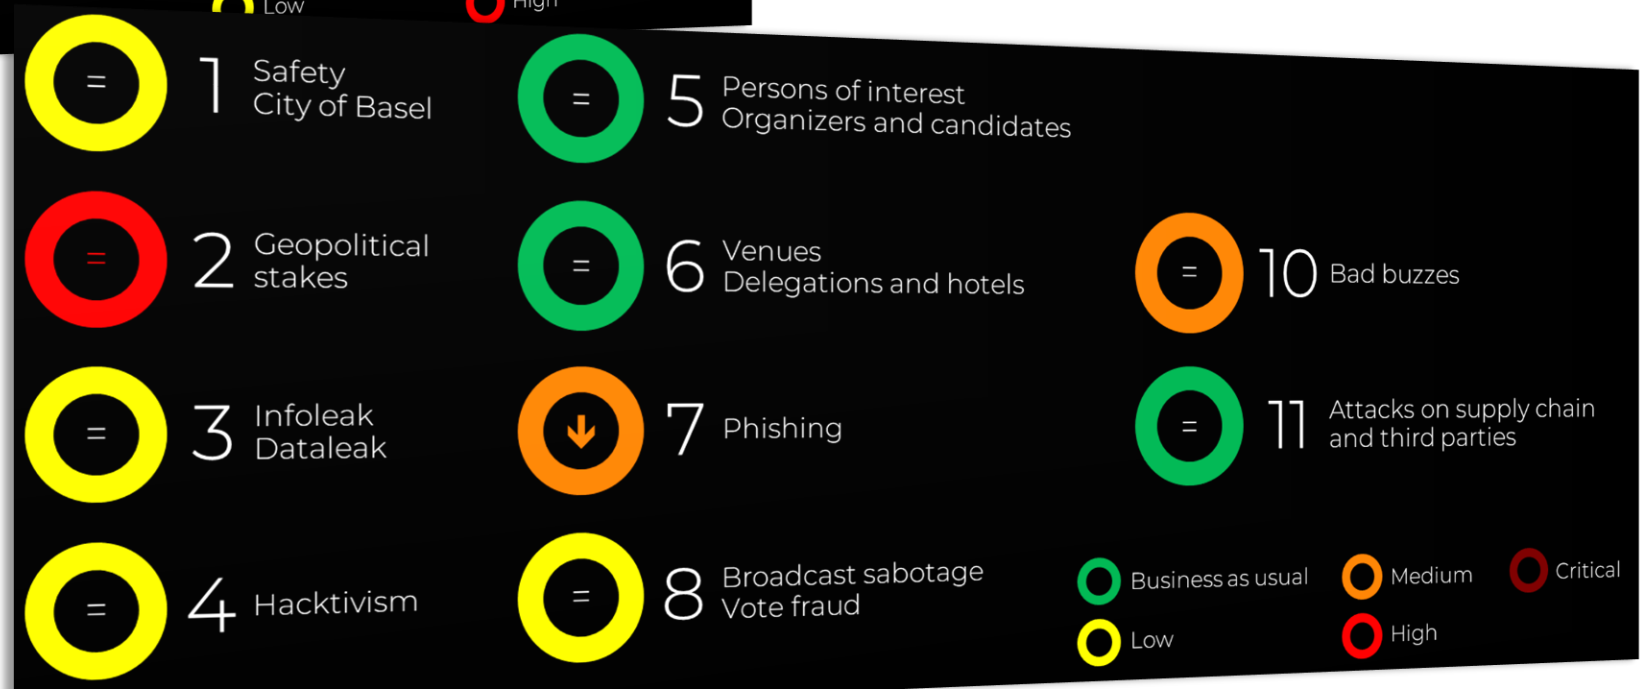 Low
High
=
1
Safety
City of Basel
=
2
Geopolitical
stakes
=
3
Infoleak
Dataleak
=
4
Hacktivism
=
5
Persons of interest
Organizers and candidates
=
6
Venues
Delegations and hotels
7
Phishing
=
8
Broadcast sabotage
Vote fraud
=
10
Bad buzzes
=
11
Attacks on supply chain
and third parties
Business as usual
Medium
Critical
Low
High